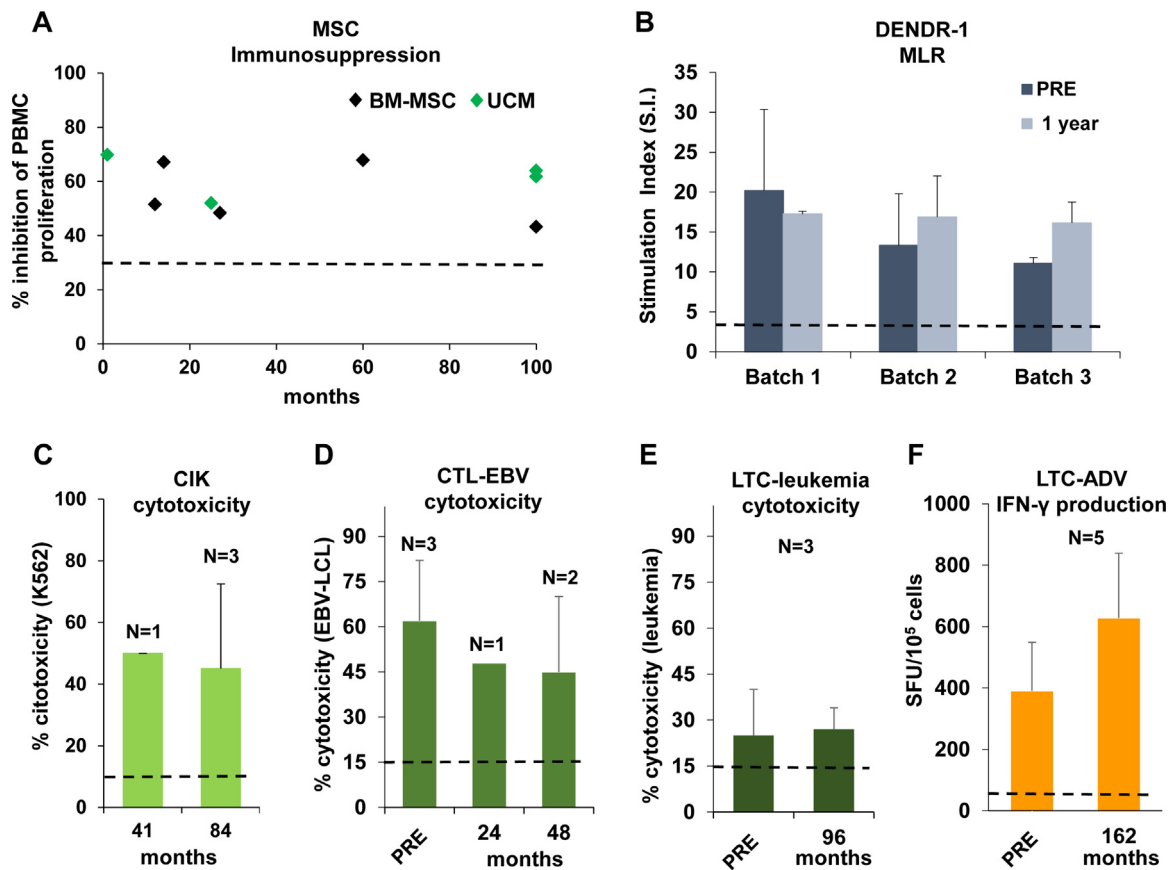 A
MSC
Immunosuppression
% inhibition of PBMC
proliferation
100
80
60
40
20
0
BM-MSC
UCM
0 20 40 60 80 100
months
B
DENDR-1
MLR
Stimulation Index (S.I.)
35
30
25
20
15
10
5
0
PRE
1 year
Batch 1 Batch 2 Batch 3
C
CIK
cytotoxicity
% citotoxicity (K562)
100
80
60
40
20
0
N=1
N=3
41 84
months
D
CTL-EBV
cytotoxicity
% cytotoxicity (EBV-LCL)
90
75
60
45
30
15
0
N=3
N=1
N=2
PRE 24 48
months
E
LTC-leukemia
cytotoxicity
% cytotoxicity (leukemia)
90
75
60
45
30
15
0
N=3
PRE 96
months
F
LTC-ADV
IFN-γ production
SFU/10⁵ cells
1000
800
600
400
200
0
N=5
PRE 162
months